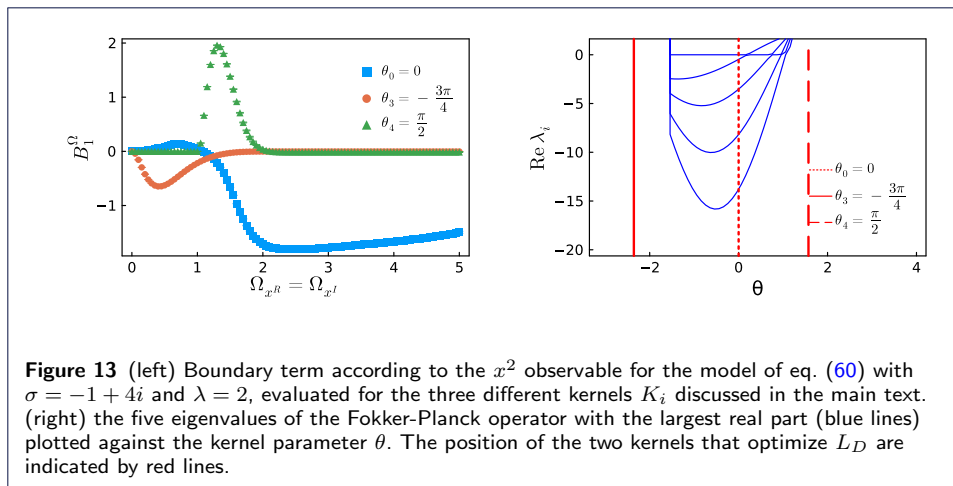 2
1
0
−1
B_1^Ω
θ_0 = 0
θ_3 = − 3π/4
θ_4 = π/2
0 1 2 3 4 5
Ω_{x^R} = Ω_{x^I}
0
−5
−10
−15
−20
Re λ_i
θ_0 = 0
θ_3 = − 3π/4
θ_4 = π/2
−2 0 2 4
θ
Figure 13 (left) Boundary term according to the x^2 observable for the model of eq. (60) with
σ = −1 + 4i and λ = 2, evaluated for the three different kernels K_i discussed in the main text.
(right) the five eigenvalues of the Fokker-Planck operator with the largest real part (blue lines)
plotted against the kernel parameter θ. The position of the two kernels that optimize L_D are
indicated by red lines.